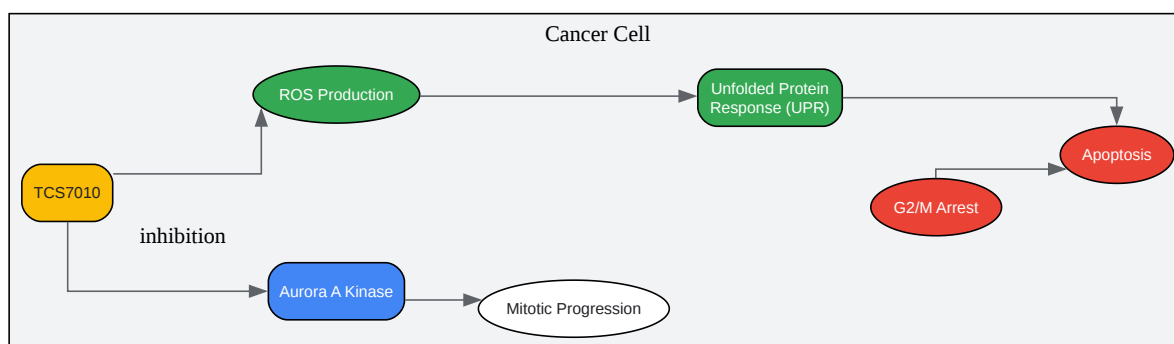 Cancer Cell
ROS Production
Unfolded Protein
Response (UPR)
Apoptosis
TCS7010
G2/M Arrest
inhibition
Aurora A Kinase
Mitotic Progression